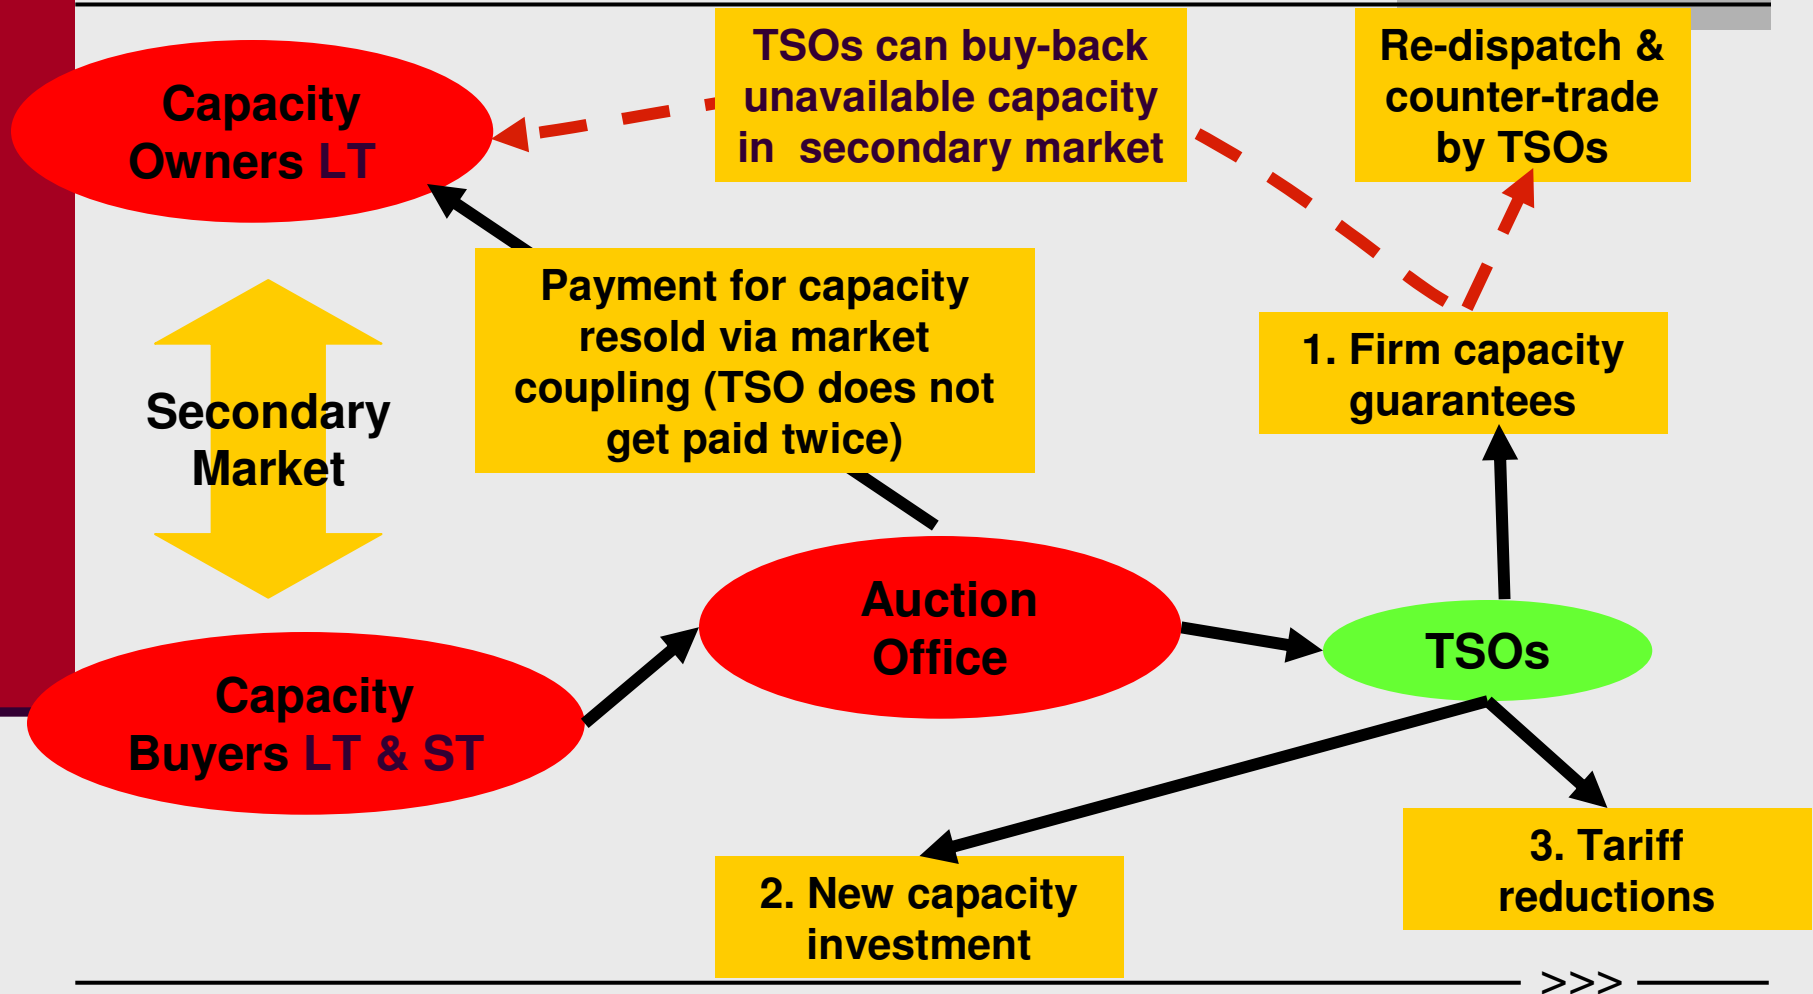 TSOs can buy-back
unavailable capacity
in secondary market
Re-dispatch &
counter-trade
by TSOs
Capacity
Owners LT
Payment for capacity
resold via market
coupling (TSO does not
get paid twice)
1. Firm capacity
guarantees
Secondary
Market
Auction
Office
TSOs
Capacity
Buyers LT & ST
2. New capacity
investment
3. Tariff
reductions
>>>